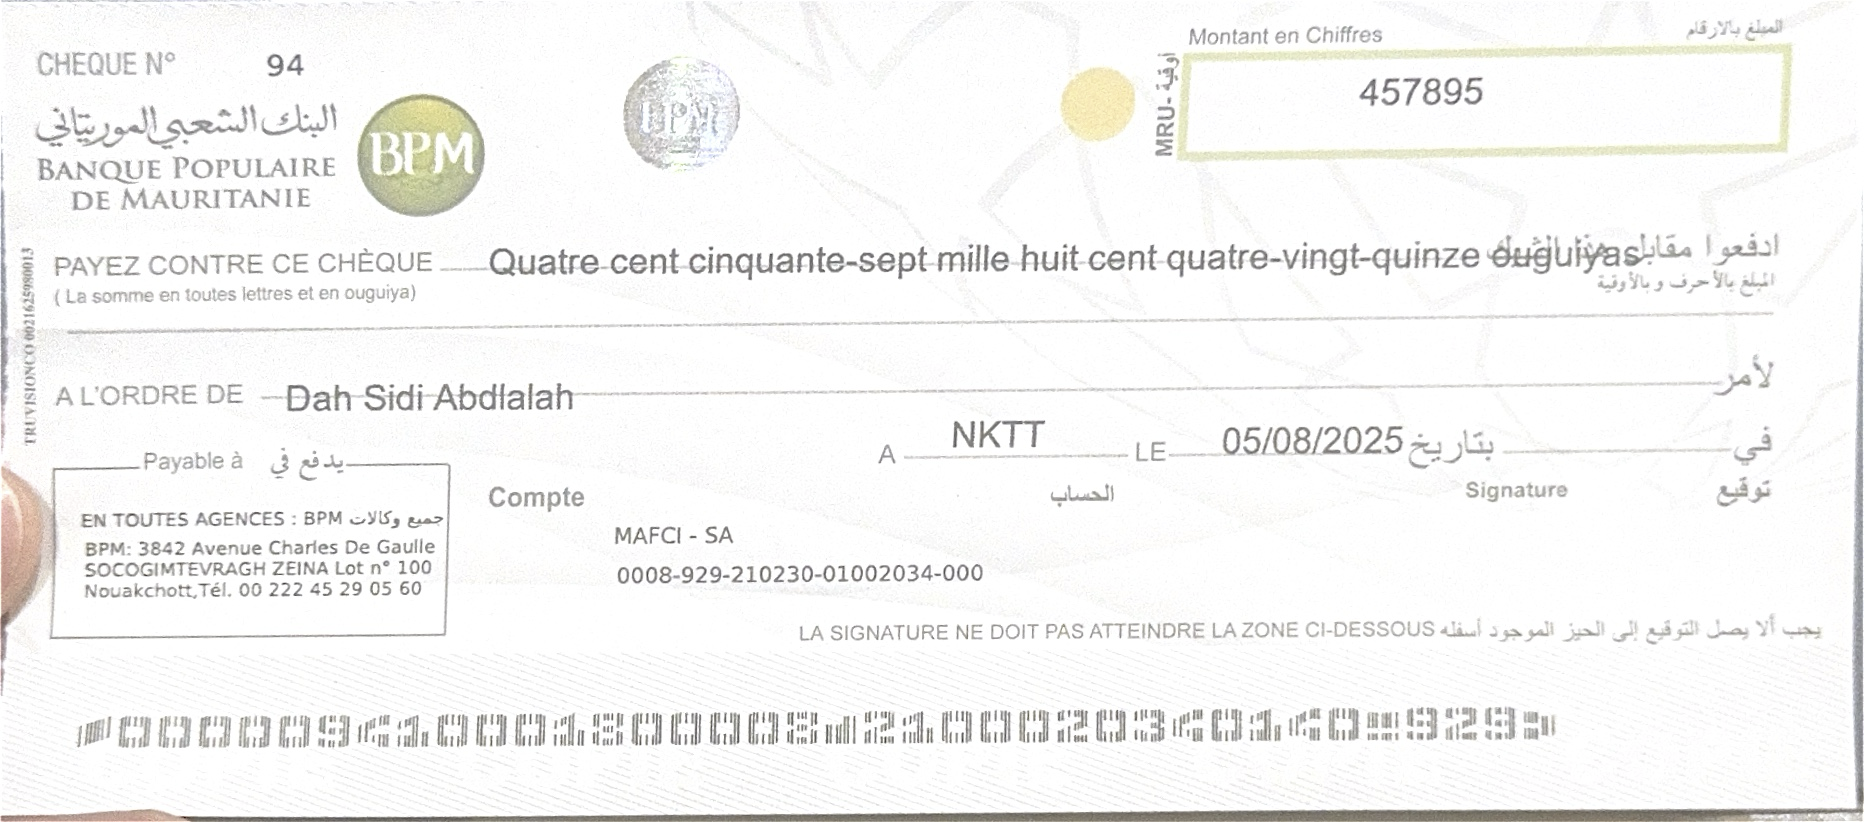 CHEQUE N° 94
البنك الشعبي الموريتاني
BANQUE POPULAIRE
DE MAURITANIE
BPM
BPM
Montant en Chiffres المبلغ بالارقام
MRU- أوقية
457895
PAYEZ CONTRE CE CHÈQUE Quatre cent cinquante-sept mille huit cent quatre-vingt-quinze ouguiyas ادفعوا مقابل
( La somme en toutes lettres et en ouguiya) المبلغ بالأحرف وبالأوقية
TRUVISIONCO 0021625980013
A L'ORDRE DE Dah Sidi Abdlalah لأمر
A NKTT LE 05/08/2025 بتاريخ في
Payable à يدفع في
Compte الحساب Signature توقيع
EN TOUTES AGENCES : BPM جميع وكالات
BPM: 3842 Avenue Charles De Gaulle
SOCOGIMTEVRAGH ZEINA Lot n° 100
Nouakchott,Tél. 00 222 45 29 05 60
MAFCI - SA
0008-929-210230-01002034-000
LA SIGNATURE NE DOIT PAS ATTEINDRE LA ZONE CI-DESSOUS يجب ألا يصل التوقيع إلى الحيز الموجود أسفله